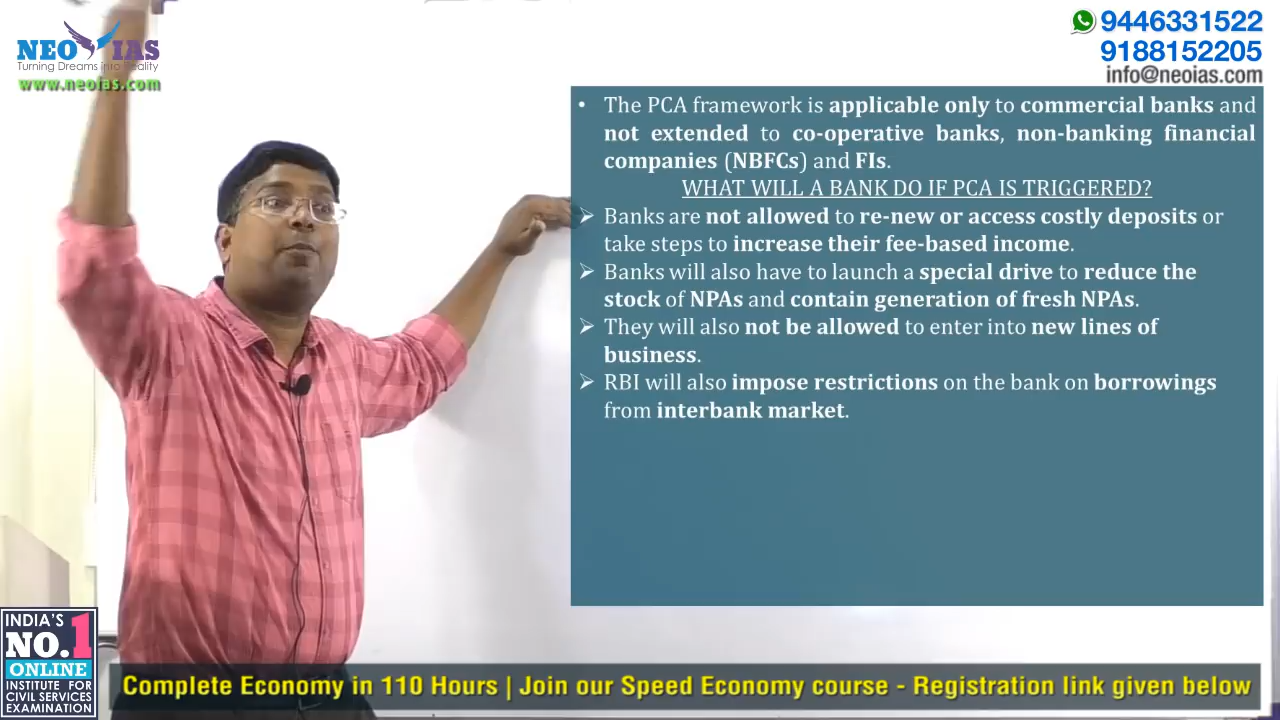 NEO IAS
Turning Dreams into Reality
www.neoias.com
9446331522
9188152205
info@neoias.com
• The PCA framework is applicable only to commercial banks and
not extended to co-operative banks, non-banking financial
companies (NBFCs) and FIs.
WHAT WILL A BANK DO IF PCA IS TRIGGERED?
➢ Banks are not allowed to re-new or access costly deposits or
take steps to increase their fee-based income.
➢ Banks will also have to launch a special drive to reduce the
stock of NPAs and contain generation of fresh NPAs.
➢ They will also not be allowed to enter into new lines of
business.
➢ RBI will also impose restrictions on the bank on borrowings
from interbank market.
INDIA'S
NO.1
ONLINE
INSTITUTE FOR
CIVIL SERVICES
EXAMINATION
Complete Economy in 110 Hours | Join our Speed Economy course - Registration link given below